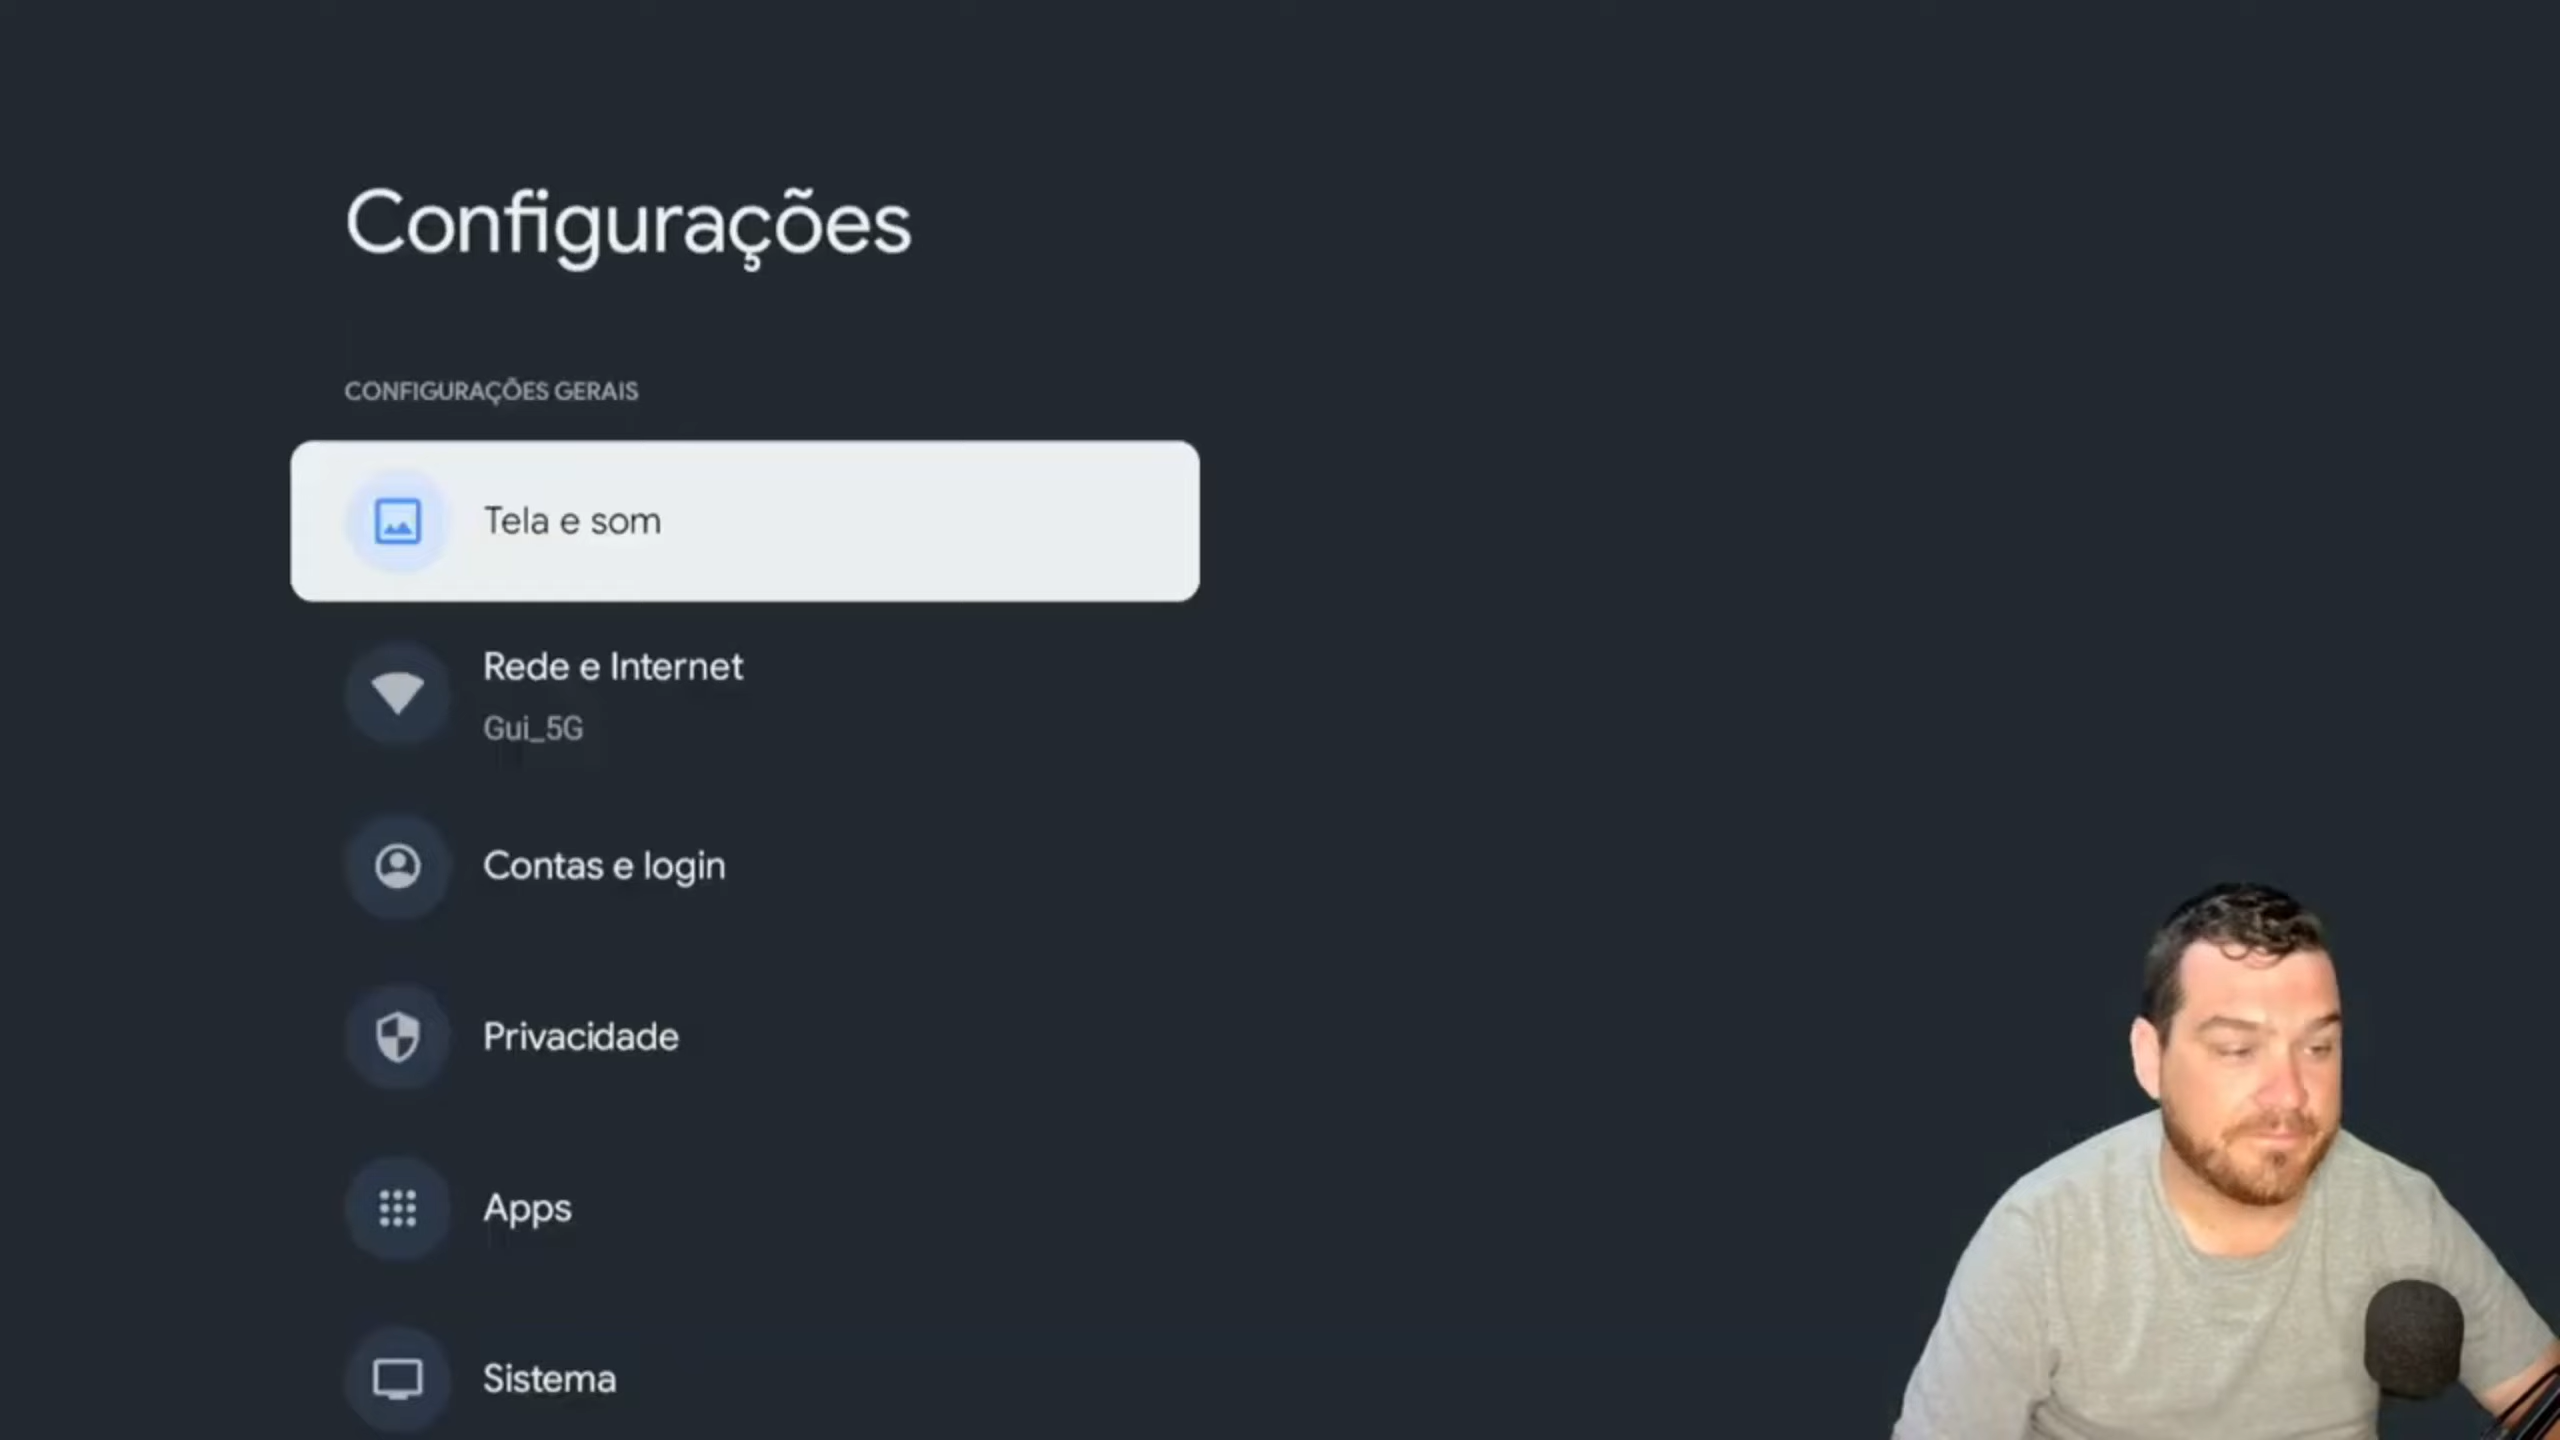 Configurações
CONFIGURAÇÕES GERAIS
Tela e som
Rede e Internet
Gui_5G
Contas e login
Privacidade
Apps
Sistema